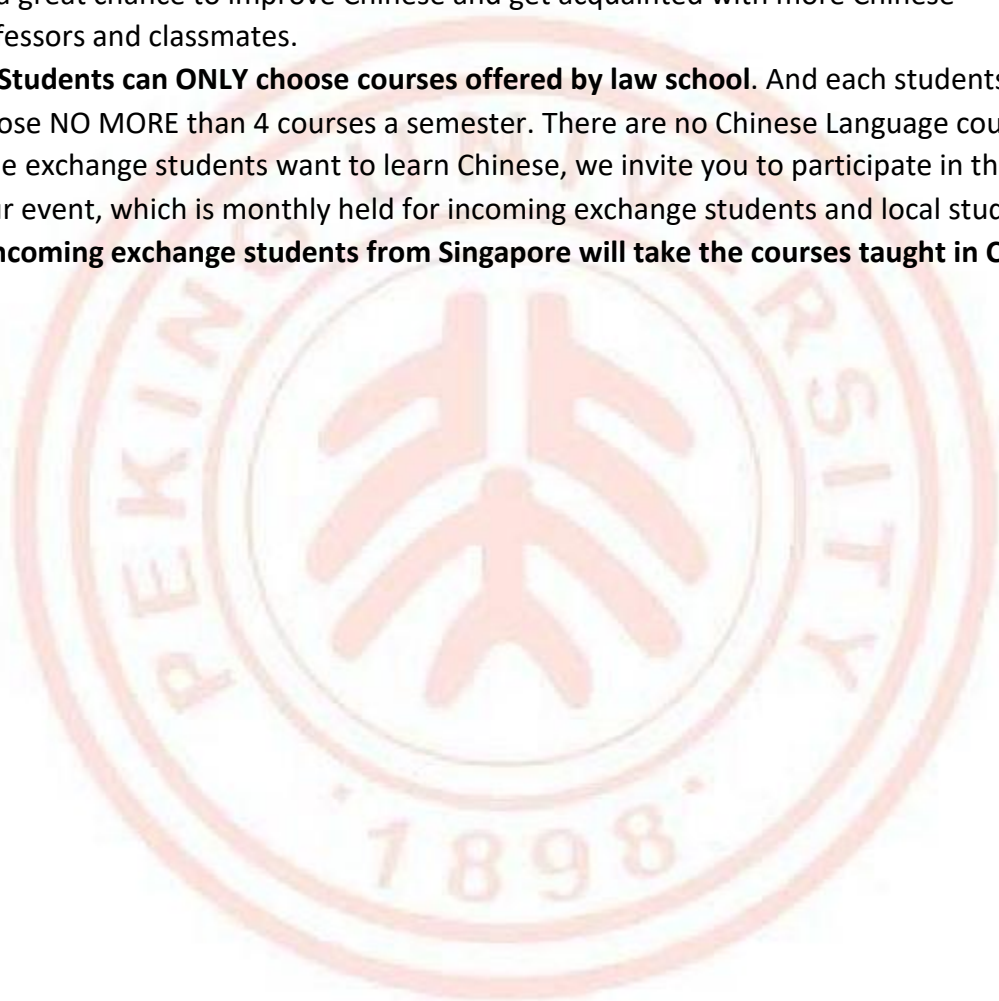 a great chance to improve Chinese and get acquainted with more Chinese
fessors and classmates.
Students can ONLY choose courses offered by law school. And each students
ose NO MORE than 4 courses a semester. There are no Chinese Language cou
e exchange students want to learn Chinese, we invite you to participate in th
ur event, which is monthly held for incoming exchange students and local stud
ncoming exchange students from Singapore will take the courses taught in C
PEKING UNIVERSITY
1898